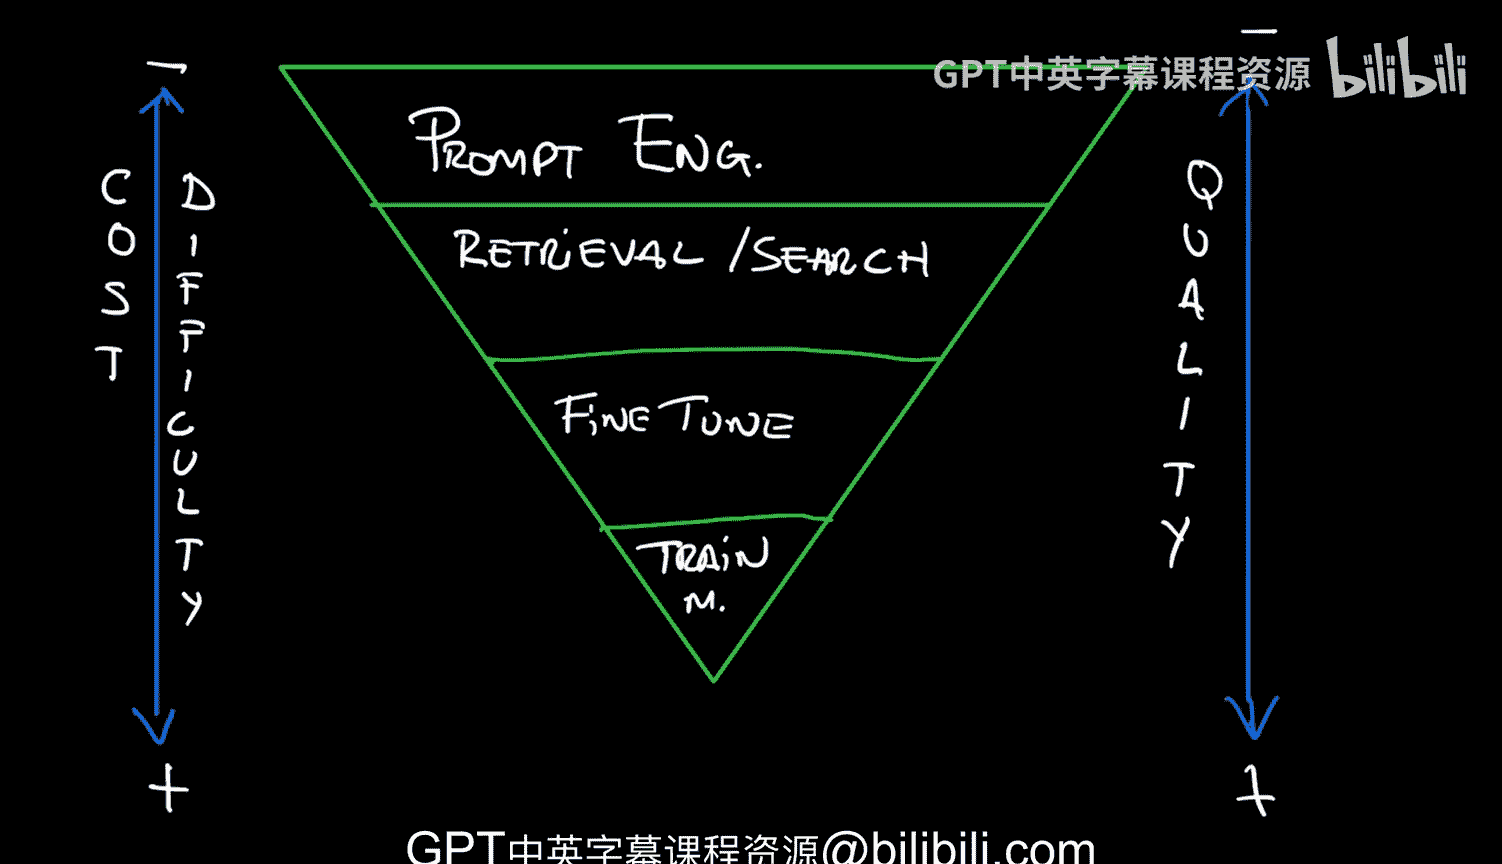 GPT中英字幕课程资源 bilibili
−
−
PROMPT ENG.
RETRIEVAL / SEARCH
FINE TUNE
TRAIN
M.
COST
DIFFICULTY
QUALITY
+
+
GPT中英字幕课程资源@bilibili.com